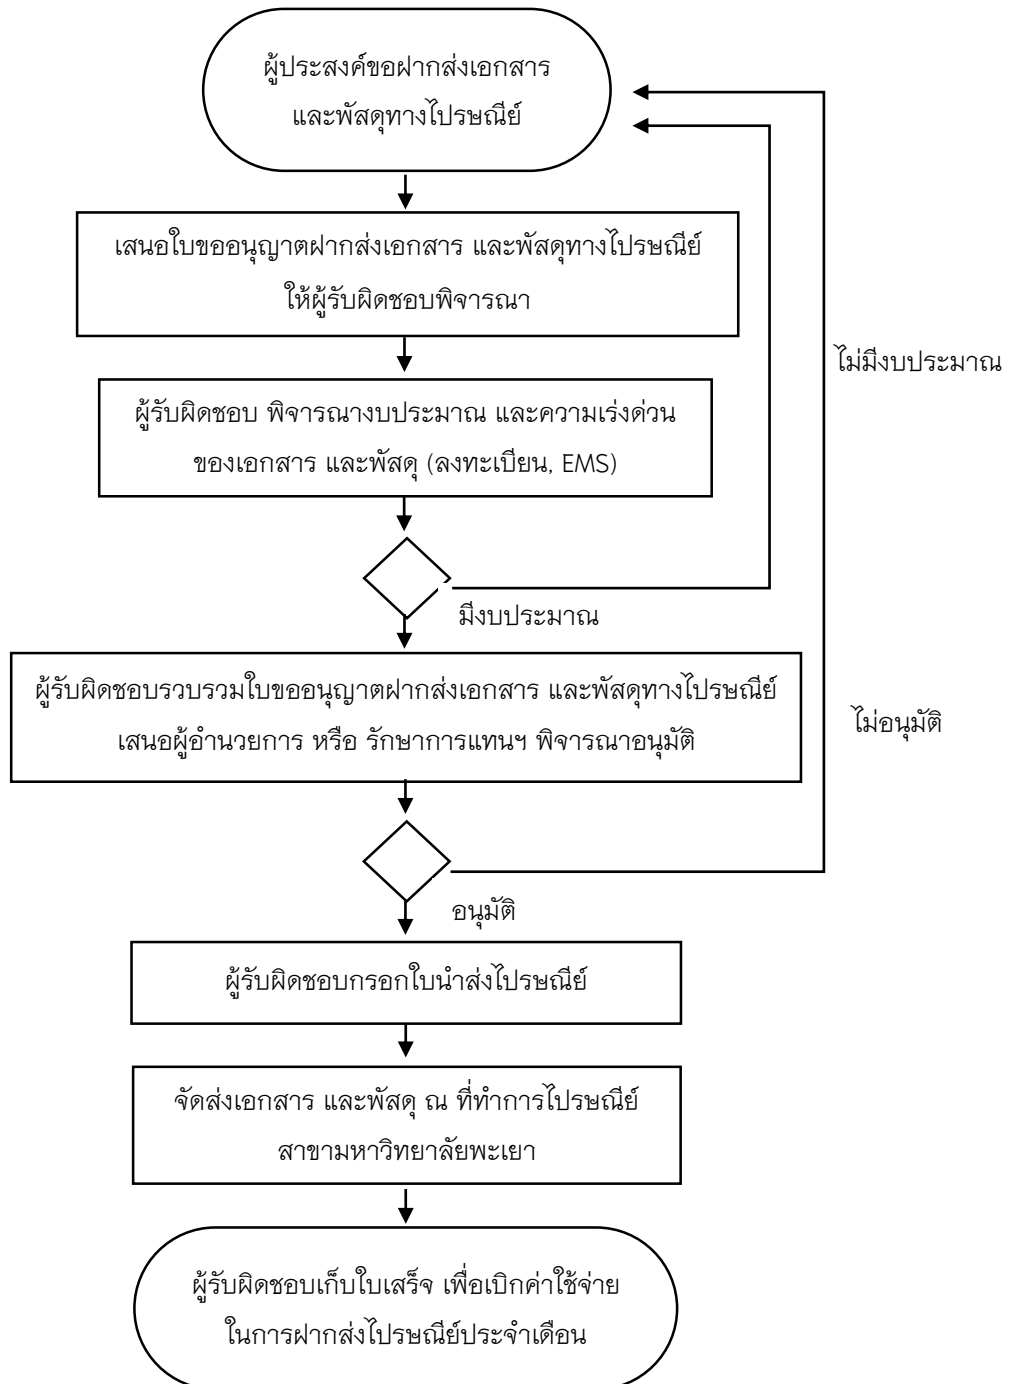 ผู้ประสงค์ขอฝากส่งเอกสาร
และพัสดุทางไปรษณีย์
เสนอใบขออนุญาตฝากส่งเอกสาร และพัสดุทางไปรษณีย์
ให้ผู้รับผิดชอบพิจารณา
ไม่มีงบประมาณ
ผู้รับผิดชอบ พิจารณางบประมาณ และความเร่งด่วน
ของเอกสาร และพัสดุ (ลงทะเบียน, EMS)
มีงบประมาณ
ผู้รับผิดชอบรวบรวมใบขออนุญาตฝากส่งเอกสาร และพัสดุทางไปรษณีย์
เสนอผู้อำนวยการ หรือ รักษาการแทนฯ พิจารณาอนุมัติ
ไม่อนุมัติ
อนุมัติ
ผู้รับผิดชอบกรอกใบนำส่งไปรษณีย์
จัดส่งเอกสาร และพัสดุ ณ ที่ทำการไปรษณีย์
สาขามหาวิทยาลัยพะเยา
ผู้รับผิดชอบเก็บใบเสร็จ เพื่อเบิกค่าใช้จ่าย
ในการฝากส่งไปรษณีย์ประจำเดือน